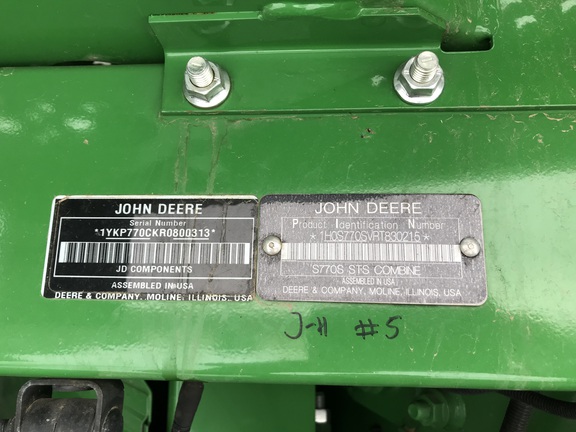 JOHN DEERE
Serial Number
*1YKP770CKR0800313*
JD COMPONENTS
ASSEMBLED IN USA
DEERE & COMPANY, MOLINE, ILLINOIS, USA
JOHN DEERE
Product Identification Number
*1H0S770SVRT830215*
S770S STS COMBINE
ASSEMBLED IN USA
DEERE & COMPANY, MOLINE, ILLINOIS, USA
J-11 #5